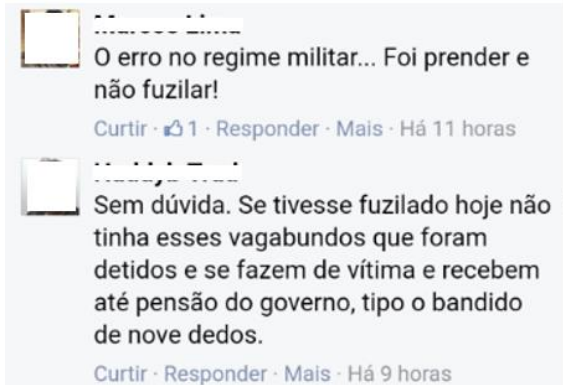 O erro no regime militar... Foi prender e
não fuzilar!
Curtir · 1 · Responder · Mais · Há 11 horas
Sem dúvida. Se tivesse fuzilado hoje não
tinha esses vagabundos que foram
detidos e se fazem de vítima e recebem
até pensão do governo, tipo o bandido
de nove dedos.
Curtir · Responder · Mais · Há 9 horas